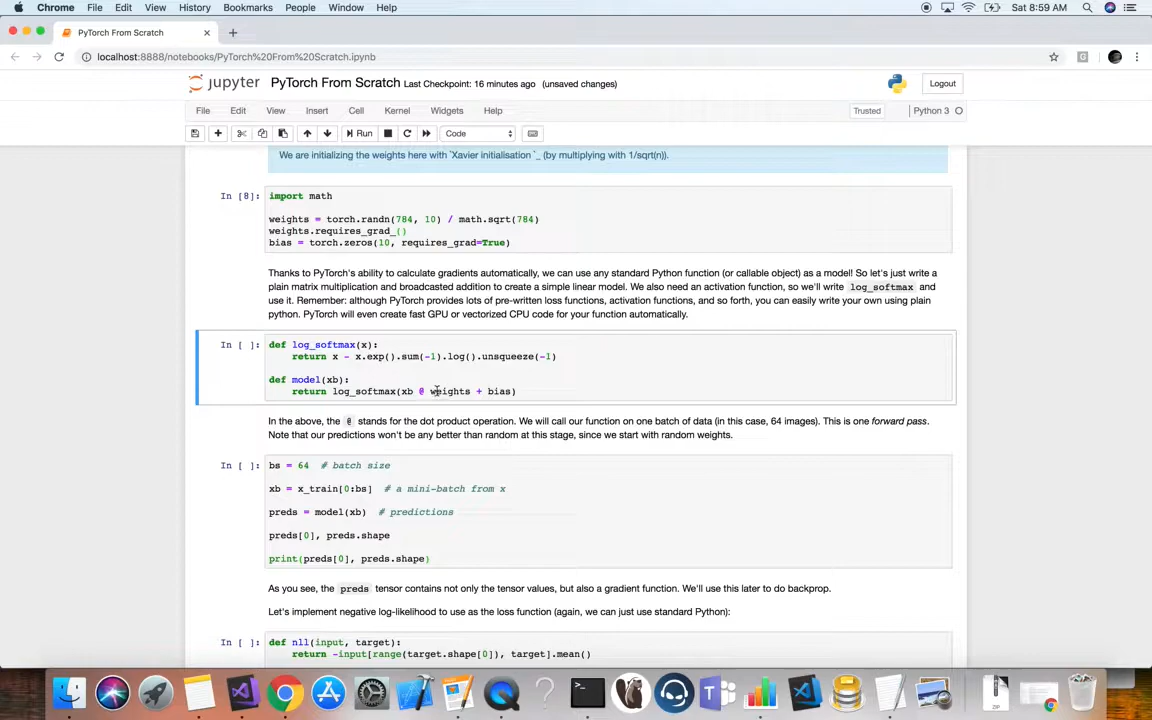 Chrome File Edit View History Bookmarks People Window Help Sat 8:59 AM
PyTorch From Scratch
localhost:8888/notebooks/PyTorch%20From%20Scratch.ipynb
jupyter PyTorch From Scratch Last Checkpoint: 16 minutes ago (unsaved changes) Logout
File Edit View Insert Cell Kernel Widgets Help Trusted Python 3
Run Code
We are initializing the weights here with `Xavier initialisation `_ (by multiplying with 1/sqrt(n)).
In [8]: import math
weights = torch.randn(784, 10) / math.sqrt(784)
weights.requires_grad_()
bias = torch.zeros(10, requires_grad=True)
Thanks to PyTorch's ability to calculate gradients automatically, we can use any standard Python function (or callable object) as a model! So let's just write a
plain matrix multiplication and broadcasted addition to create a simple linear model. We also need an activation function, so we'll write log_softmax and
use it. Remember: although PyTorch provides lots of pre-written loss functions, activation functions, and so forth, you can easily write your own using plain
python. PyTorch will even create fast GPU or vectorized CPU code for your function automatically.
In [ ]: def log_softmax(x):
return x - x.exp().sum(-1).log().unsqueeze(-1)
def model(xb):
return log_softmax(xb @ weights + bias)
In the above, the @ stands for the dot product operation. We will call our function on one batch of data (in this case, 64 images). This is one forward pass.
Note that our predictions won't be any better than random at this stage, since we start with random weights.
In [ ]: bs = 64 # batch size
xb = x_train[0:bs] # a mini-batch from x
preds = model(xb) # predictions
preds[0], preds.shape
print(preds[0], preds.shape)
As you see, the preds tensor contains not only the tensor values, but also a gradient function. We'll use this later to do backprop.
Let's implement negative log-likelihood to use as the loss function (again, we can just use standard Python):
In [ ]: def nll(input, target):
return -input[range(target.shape[0]), target].mean()